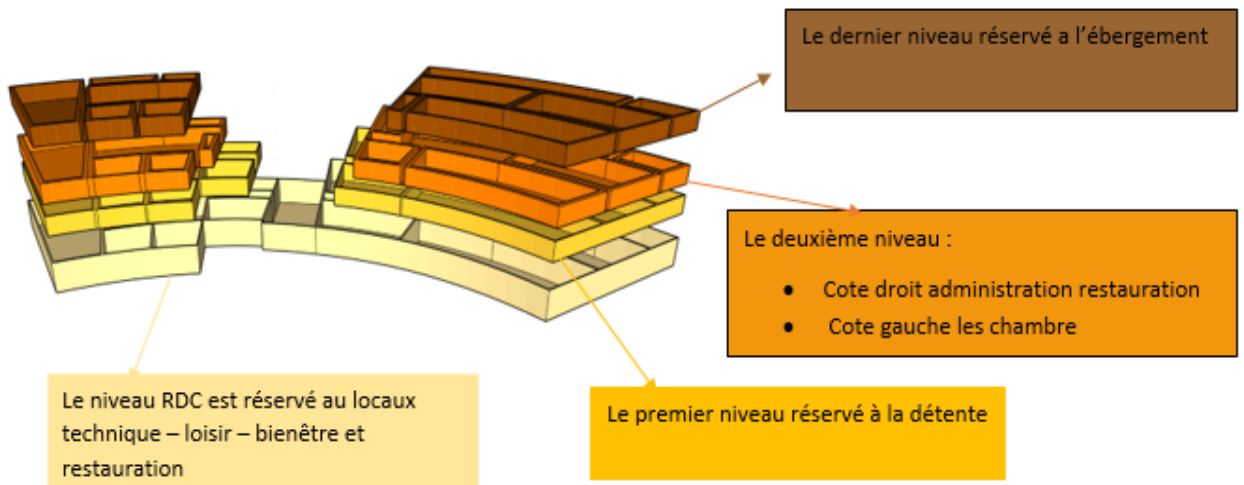 Le dernier niveau réservé a l’ébergement
Le deuxième niveau :
• Cote droit administration restauration
• Cote gauche les chambre
Le niveau RDC est réservé au locaux
technique – loisir – bienêtre et
restauration
Le premier niveau réservé à la détente